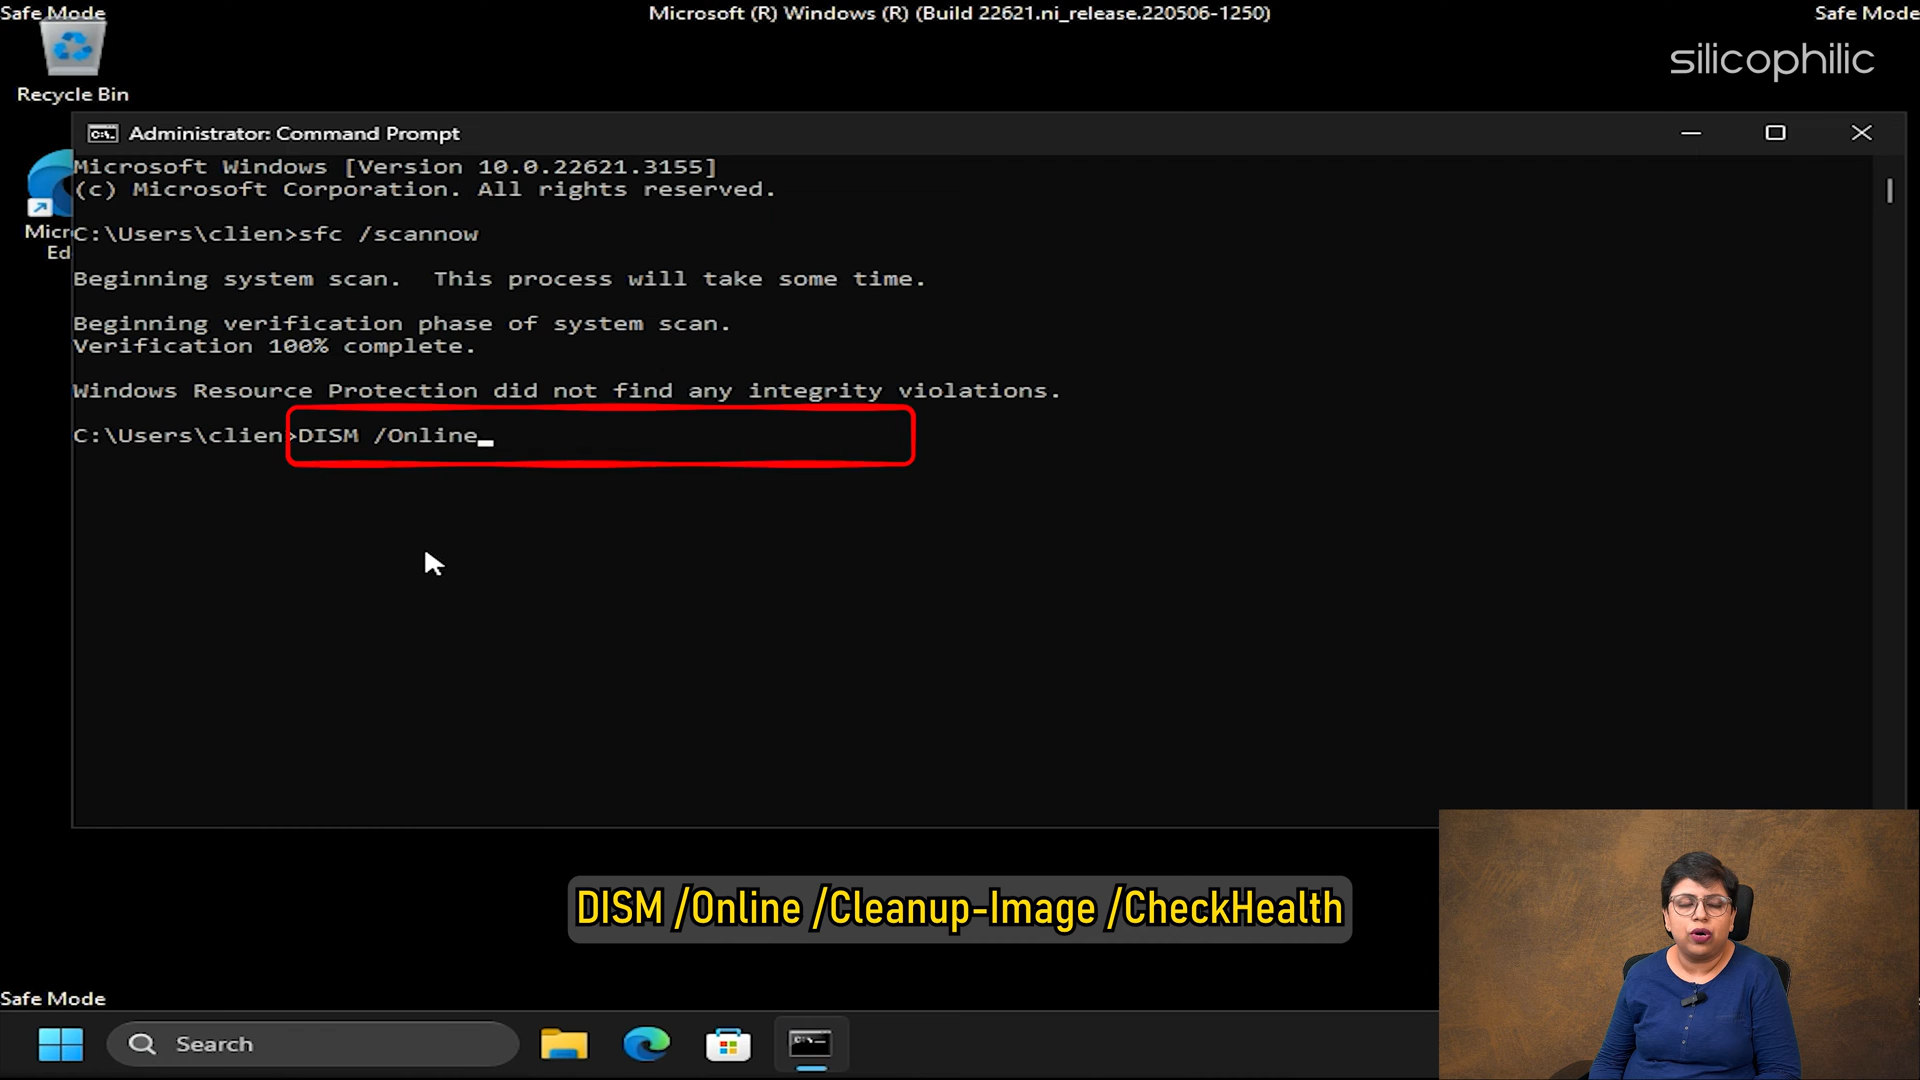 Safe Mode
Microsoft (R) Windows (R) (Build 22621.ni_release.220506-1250)
Safe Mode
silicophilic
Recycle Bin
Administrator: Command Prompt
Microsoft Windows [Version 10.0.22621.3155]
(c) Microsoft Corporation. All rights reserved.
Micr
Ed
C:\Users\clien>sfc /scannow
Beginning system scan.  This process will take some time.
Beginning verification phase of system scan.
Verification 100% complete.
Windows Resource Protection did not find any integrity violations.
C:\Users\clien>DISM /Online_
DISM /Online /Cleanup-Image /CheckHealth
Safe Mode
Search